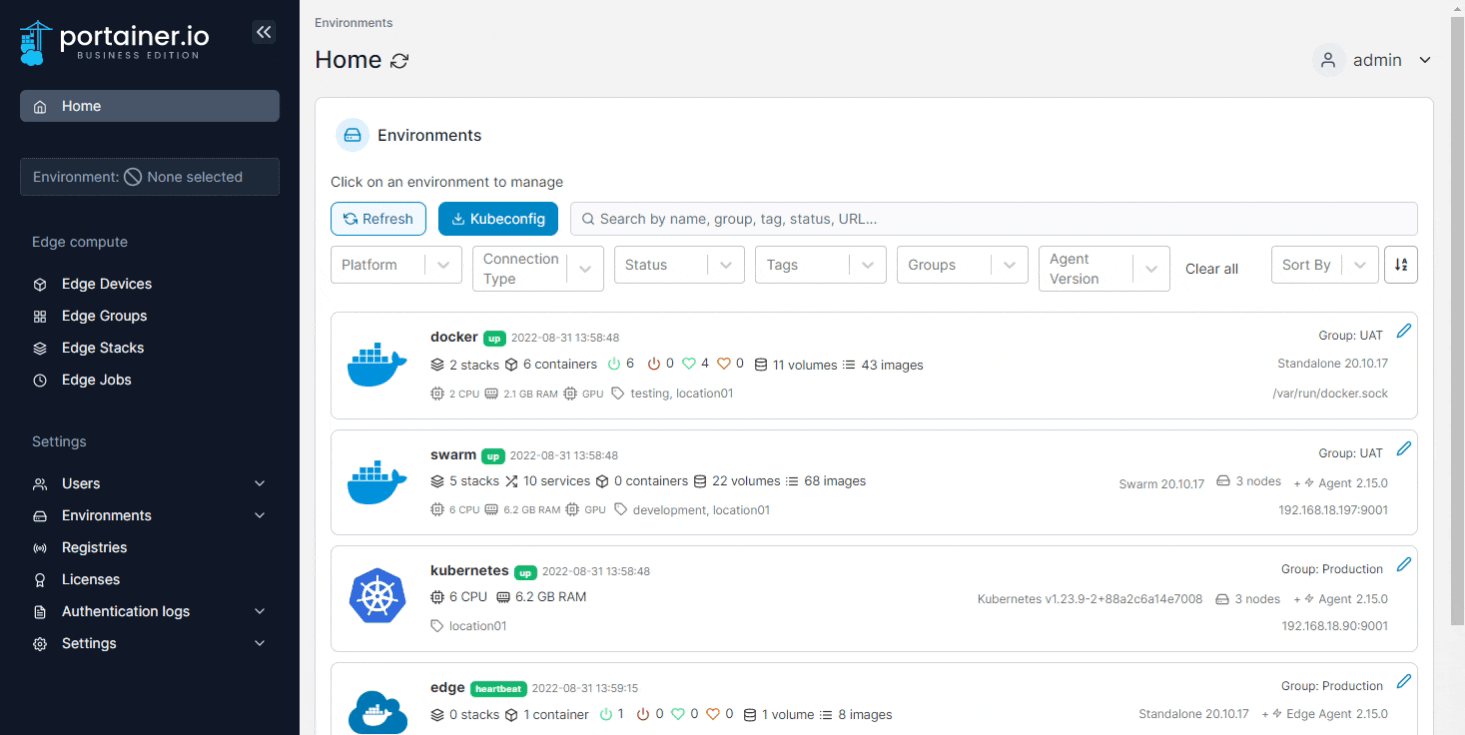 portainer.io
BUSINESS EDITION
Home
Environment: None selected
Edge compute
Edge Devices
Edge Groups
Edge Stacks
Edge Jobs
Settings
Users
Environments
Registries
Licenses
Authentication logs
Settings
Environments
Home
admin
Environments
Click on an environment to manage
Refresh Kubeconfig Search by name, group, tag, status, URL...
Platform Connection Type Status Tags Groups Agent Version Clear all Sort By
docker up 2022-08-31 13:58:48 Group: UAT
2 stacks 6 containers 6 0 4 0 11 volumes 43 images Standalone 20.10.17
2 CPU 2.1 GB RAM GPU testing, location01 /var/run/docker.sock
swarm up 2022-08-31 13:58:48 Group: UAT
5 stacks 10 services 0 containers 22 volumes 68 images Swarm 20.10.17 3 nodes + Agent 2.15.0
6 CPU 6.2 GB RAM GPU development, location01 192.168.18.197:9001
kubernetes up 2022-08-31 13:58:48 Group: Production
6 CPU 6.2 GB RAM Kubernetes v1.23.9-2+88a2c6a14e7008 3 nodes + Agent 2.15.0
location01 192.168.18.90:9001
edge heartbeat 2022-08-31 13:59:15 Group: Production
0 stacks 1 container 1 0 0 0 1 volume 8 images Standalone 20.10.17 + Edge Agent 2.15.0